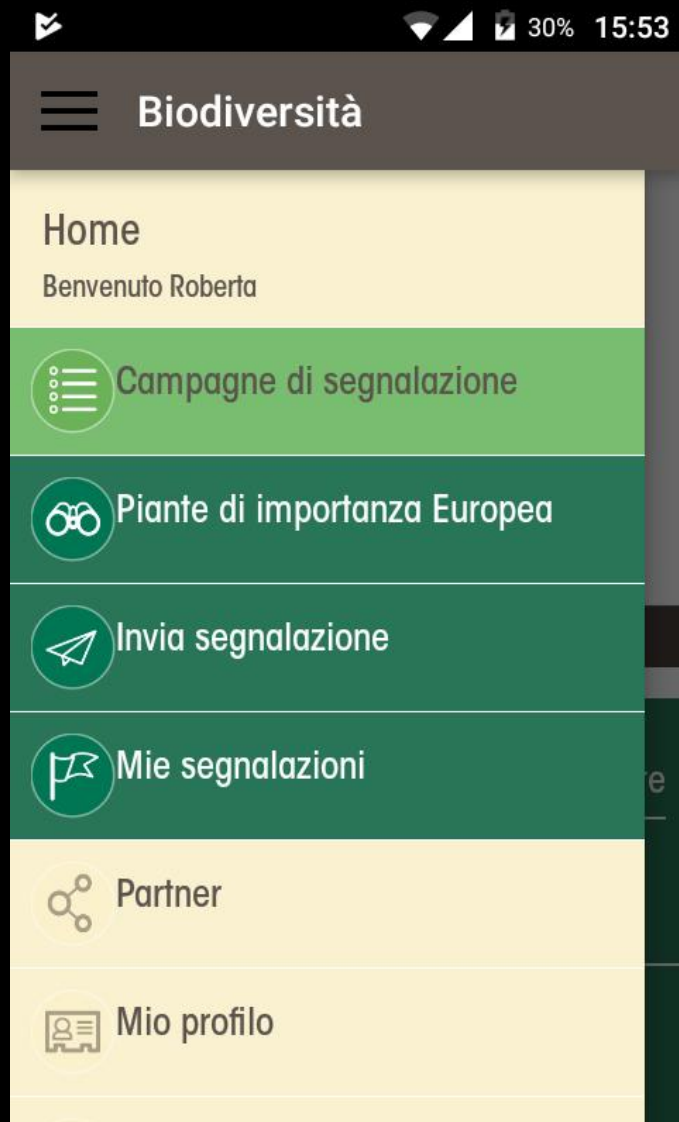 30% 15:53
Biodiversità
Home
Benvenuto Roberta
Campagne di segnalazione
Piante di importanza Europea
Invia segnalazione
Mie segnalazioni
re
Partner
Mio profilo